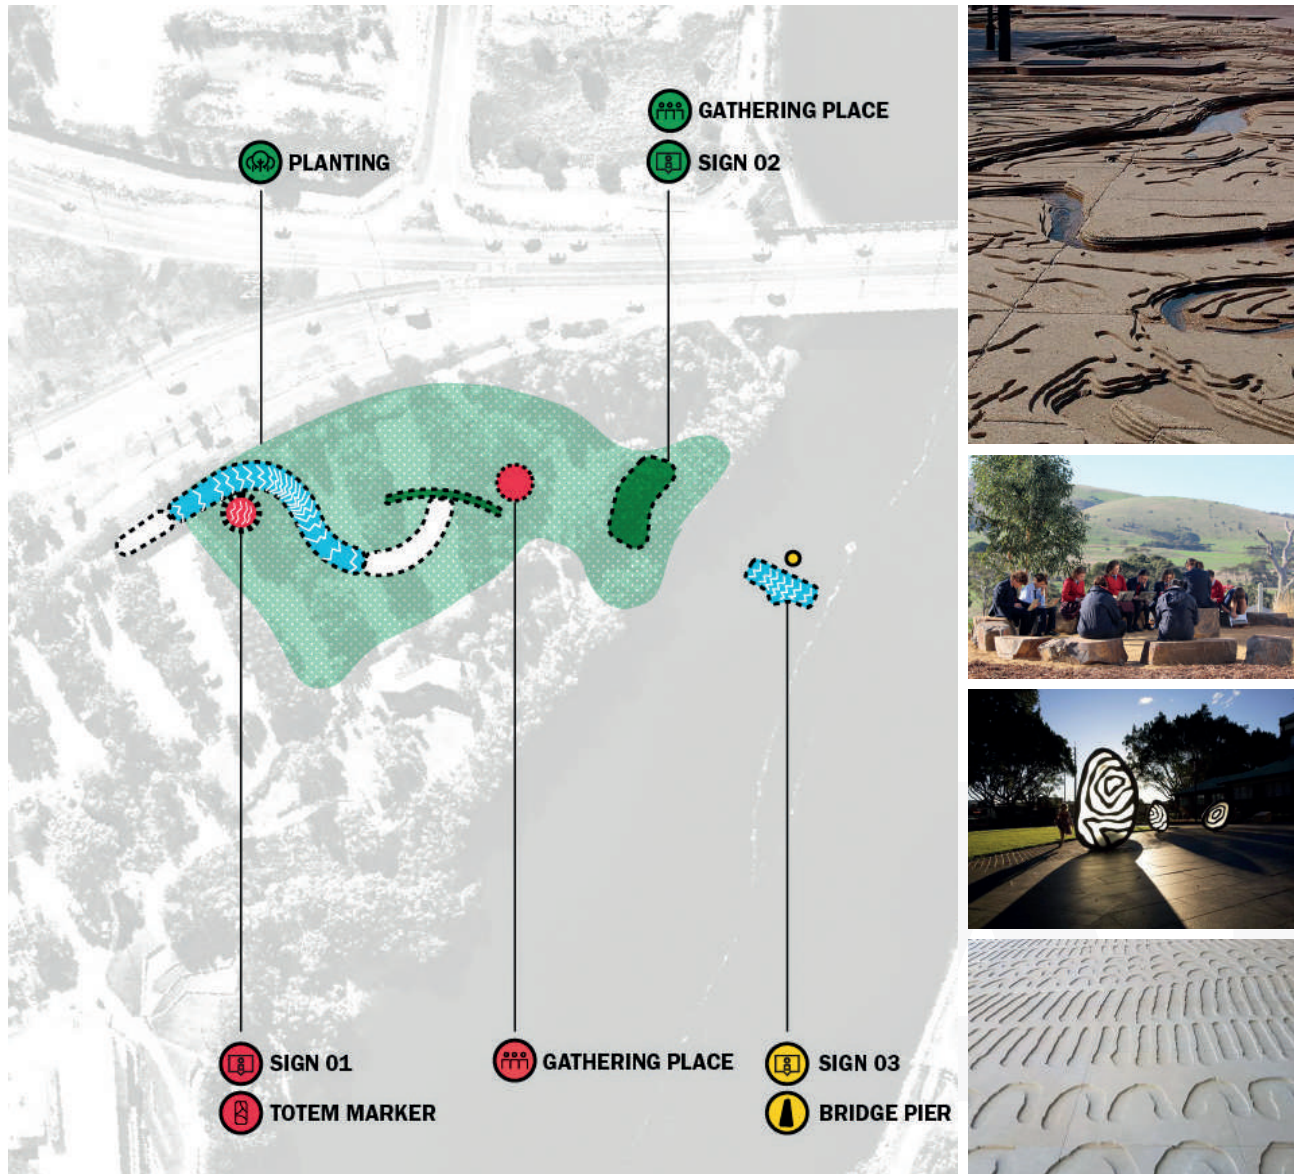 GATHERING PLACE
PLANTING
SIGN 02
SIGN 01
TOTEM MARKER
GATHERING PLACE
SIGN 03
BRIDGE PIER